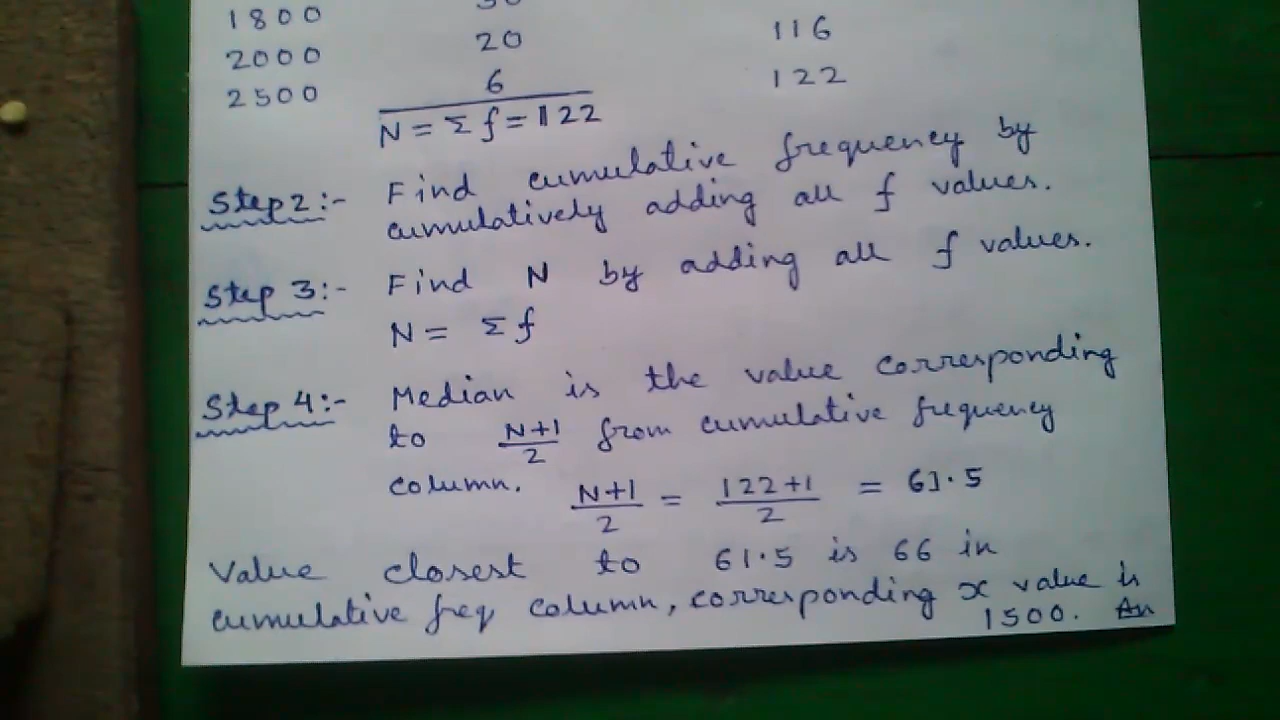 1800 30
2000 20 116
2500 6 122
N = Σ f = 122
Step 2 :- Find cumulative frequency by
cumulatively adding all f values.
Step 3 :- Find N by adding all f values.
N = Σ f
Step 4 :- Median is the value corresponding
to N+1/2 from cumulative frequency
column. N+1/2 = 122+1/2 = 61.5
Value closest to 61.5 is 66 in
cumulative freq column, corresponding x value is
1500. An